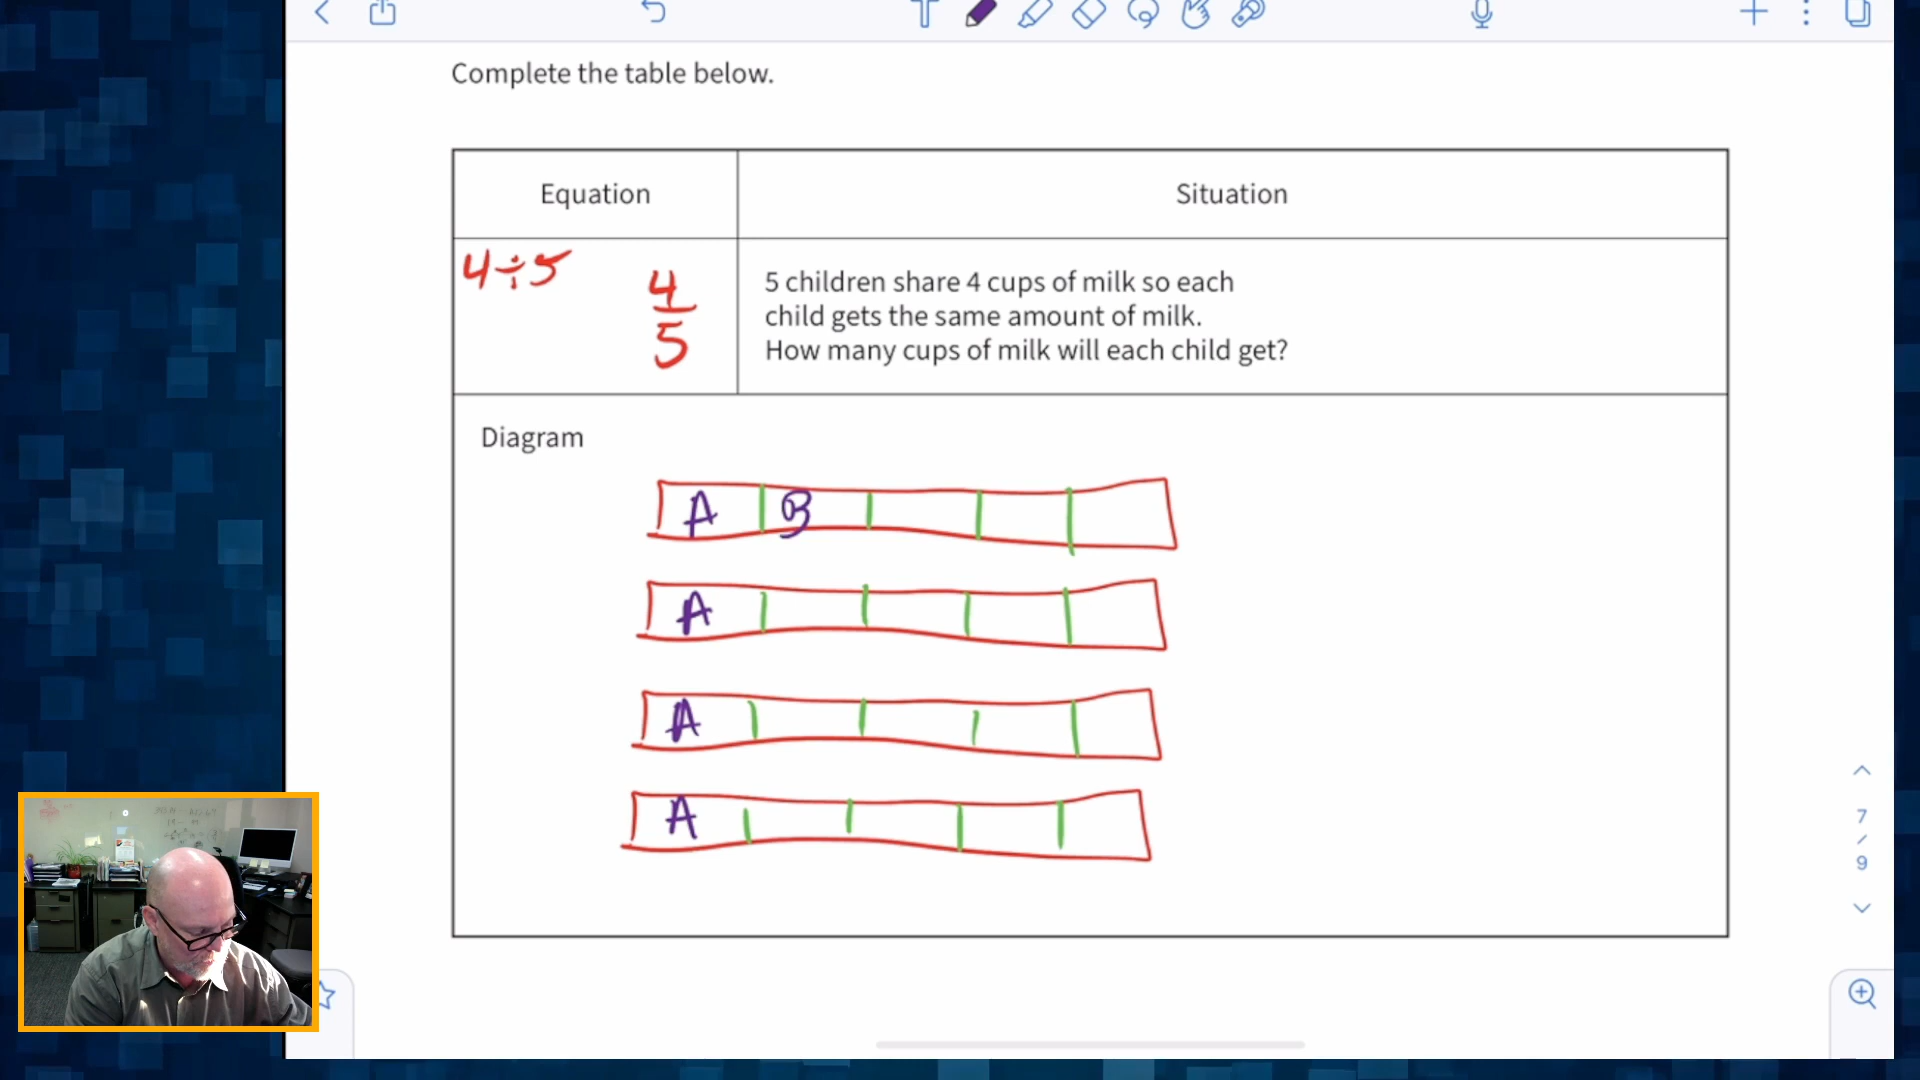 Complete the table below.
Equation
Situation
4÷5
4
5
5 children share 4 cups of milk so each
child gets the same amount of milk.
How many cups of milk will each child get?
Diagram
A B
A
A
A
7
/
9